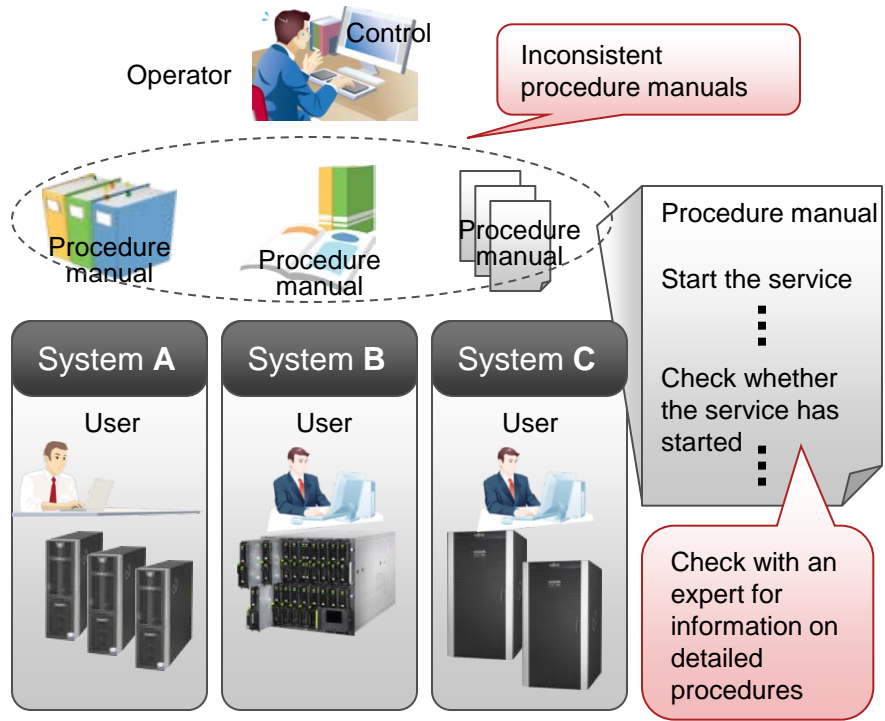 Control
Operator
Inconsistent
procedure manuals
Procedure
manual
Procedure
manual
Procedure
manual
Procedure manual
Start the service
Check whether
the service has
started
System A
System B
System C
User
User
User
Check with an
expert for
information on
detailed
procedures